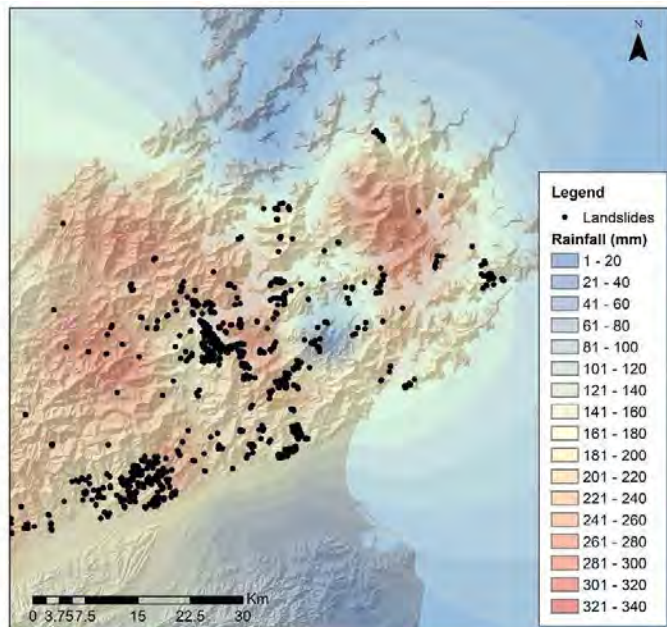 N
Legend
Landslides
Rainfall (mm)
1 - 20
21 - 40
41 - 60
61 - 80
81 - 100
101 - 120
121 - 140
141 - 160
161 - 180
181 - 200
201 - 220
221 - 240
241 - 260
261 - 280
281 - 300
301 - 320
321 - 340
Km
0 3.757.5 15 22.5 30